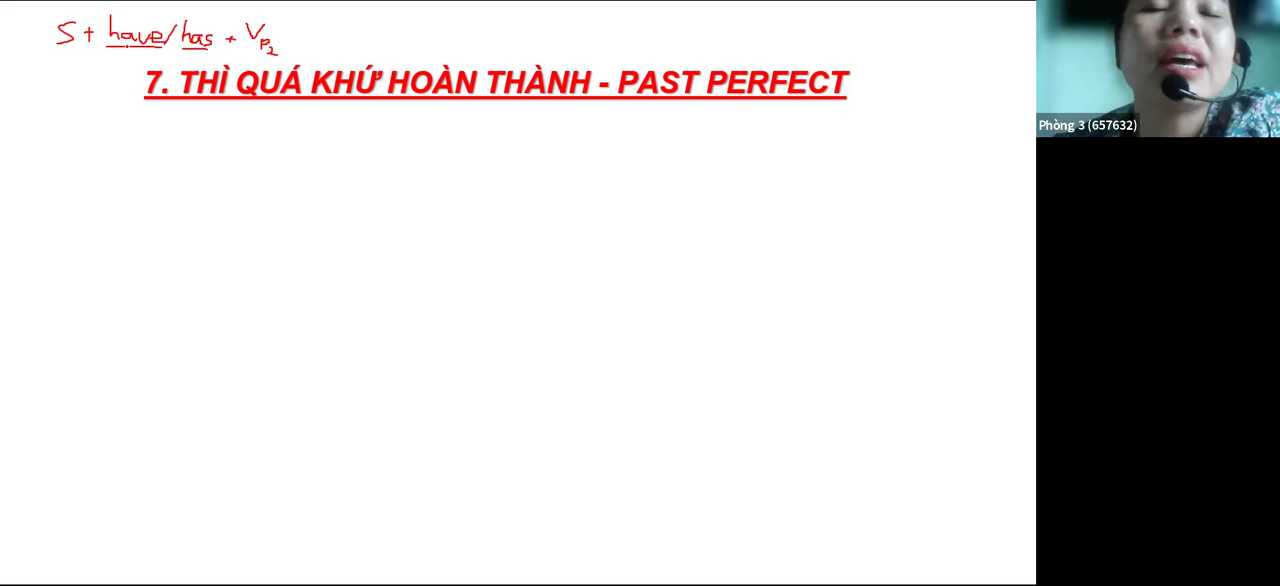 S + have/has + Vp2
7. THÌ QUÁ KHỨ HOÀN THÀNH - PAST PERFECT
Phòng 3 (657632)